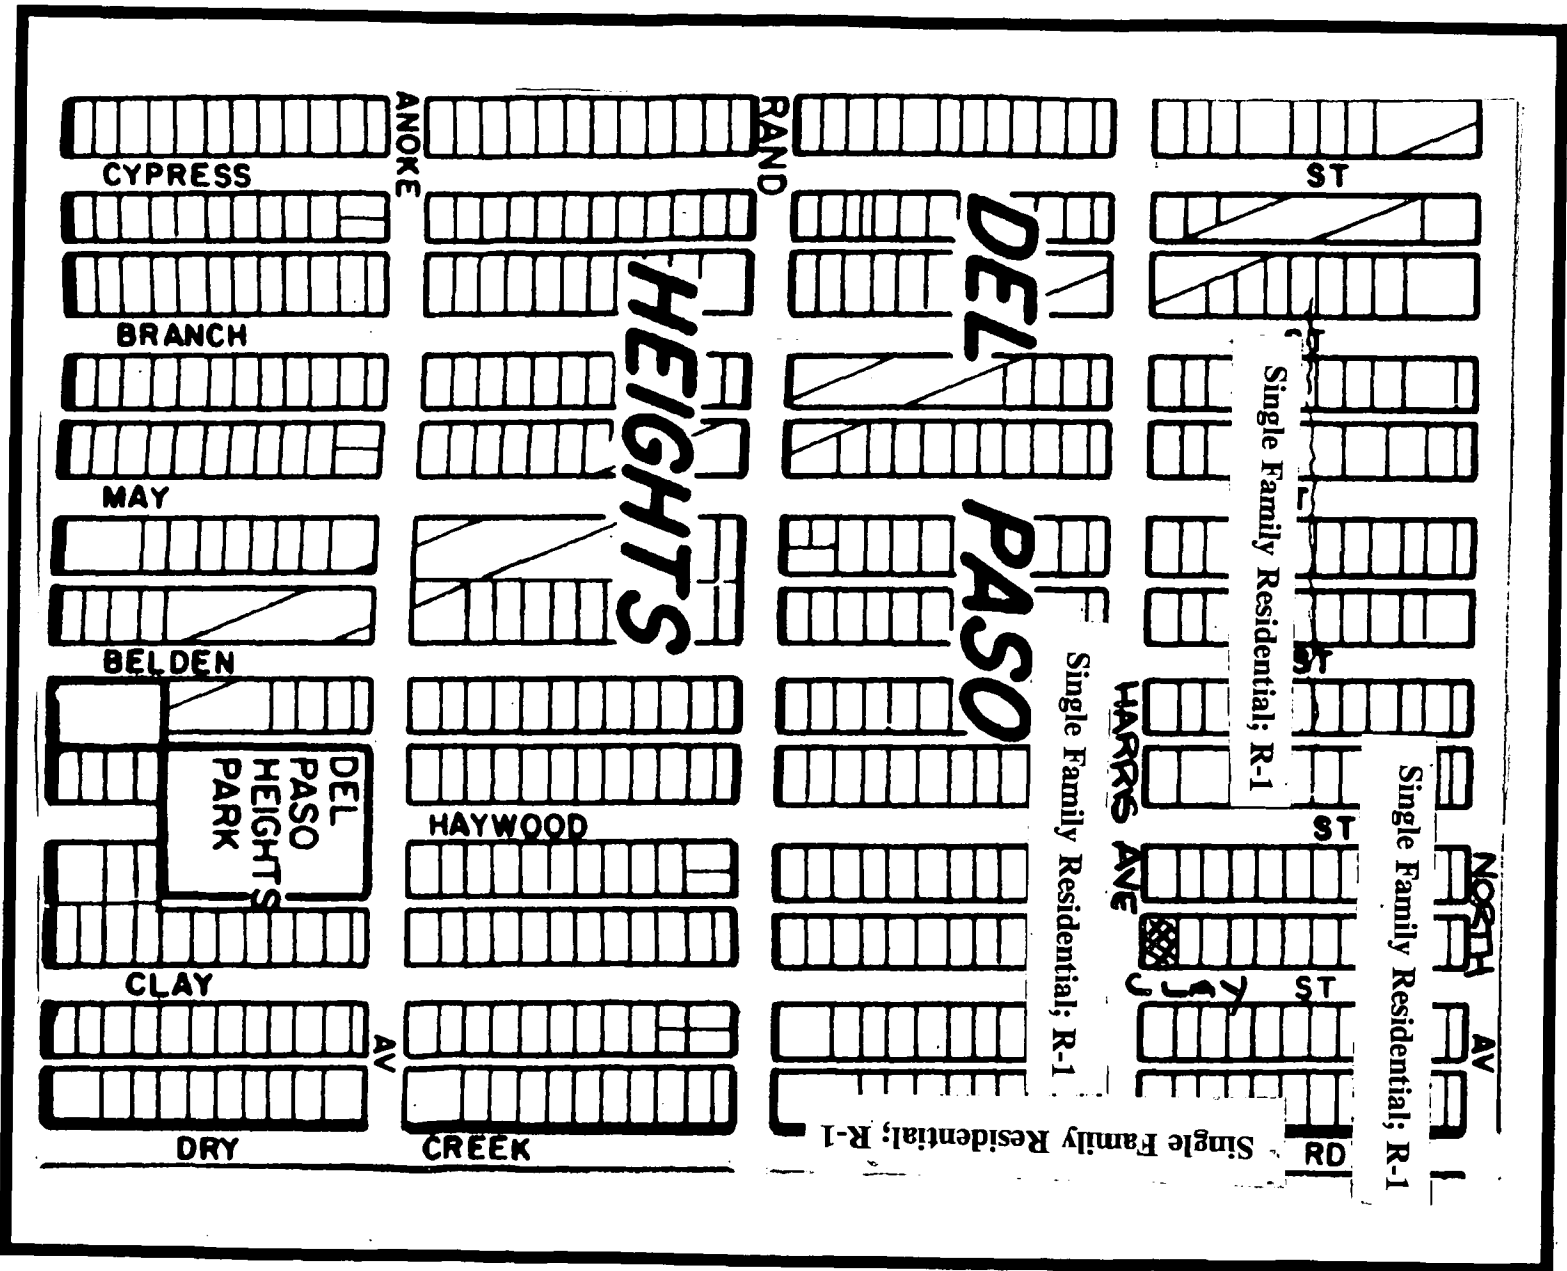 ANOKE
RAND
CYPRESS
ST
DEL PASO
HEIGHTS
BRANCH
ST
MAY
BELDEN
ST
Single Family Residential; R-1
Single Family Residential; R-1
Single Family Residential; R-1
HARRIS AVE
DEL
PASO
HEIGHTS
PARK
HAYWOOD
ST
NORTH
AV
CLAY
CLAY ST
AV
DRY
CREEK
RD
Single Family Residential; R-1